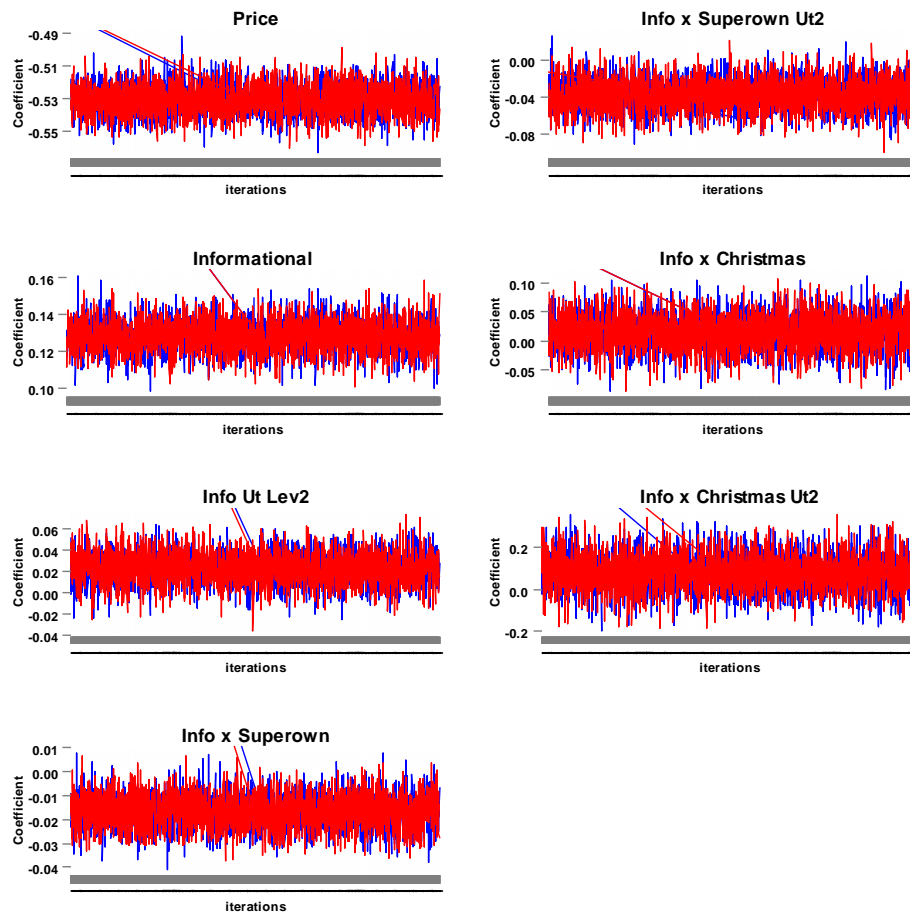 Price
Coefficient
-0.49
-0.51
-0.53
-0.55
iterations
Info x Superown Ut2
Coefficient
0.00
-0.04
-0.08
iterations
Informational
Coefficient
0.16
0.14
0.12
0.10
iterations
Info x Christmas
Coefficient
0.10
0.05
0.00
-0.05
iterations
Info Ut Lev2
Coefficient
0.06
0.04
0.02
0.00
-0.02
-0.04
iterations
Info x Christmas Ut2
Coefficient
0.2
0.0
-0.2
iterations
Info x Superown
Coefficient
0.01
0.00
-0.01
-0.02
-0.03
-0.04
iterations